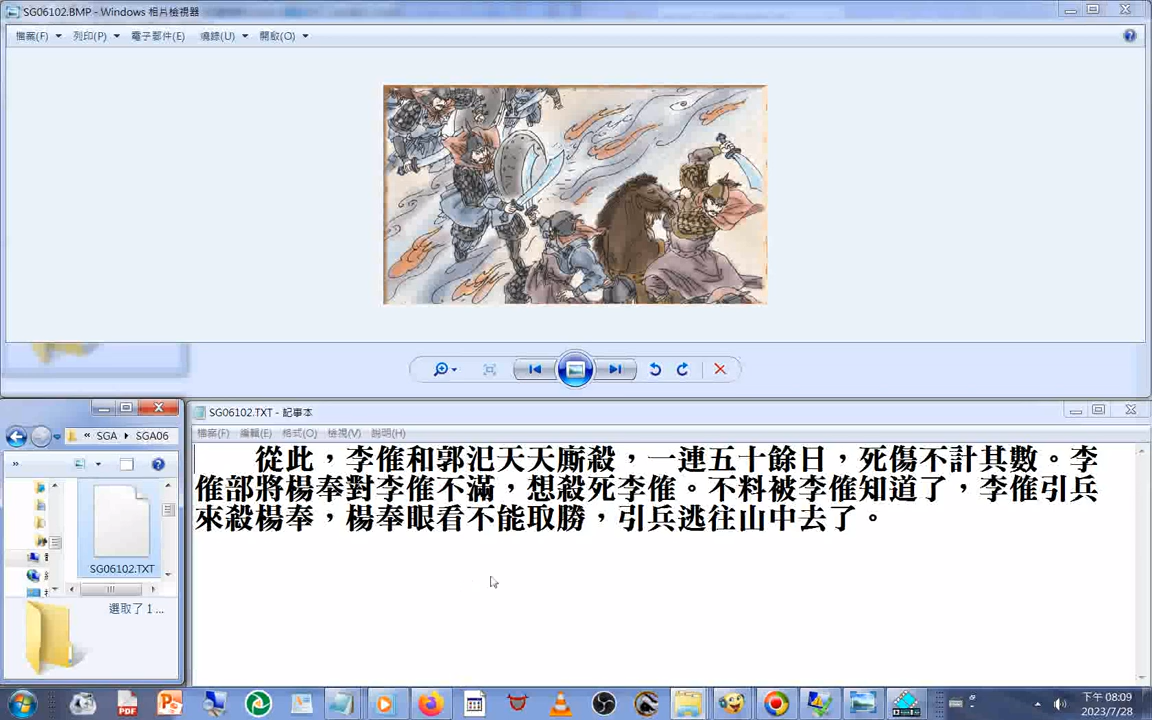 SG06102.BMP - Windows 相片檢視器
檔案(F) 列印(P) 電子郵件(E) 燒錄(U) 開啟(O)
« SGA ▸ SGA06
»
SG06102.TXT
選取了 1 ...
SG06102.TXT - 記事本
檔案(F) 編輯(E) 格式(O) 檢視(V) 說明(H)
從此，李傕和郭汜天天廝殺，一連五十餘日，死傷不計其數。李
傕部將楊奉對李傕不滿，想殺死李傕。不料被李傕知道了，李傕引兵
來殺楊奉，楊奉眼看不能取勝，引兵逃往山中去了。
PDF
下午 08:09
2023/7/28